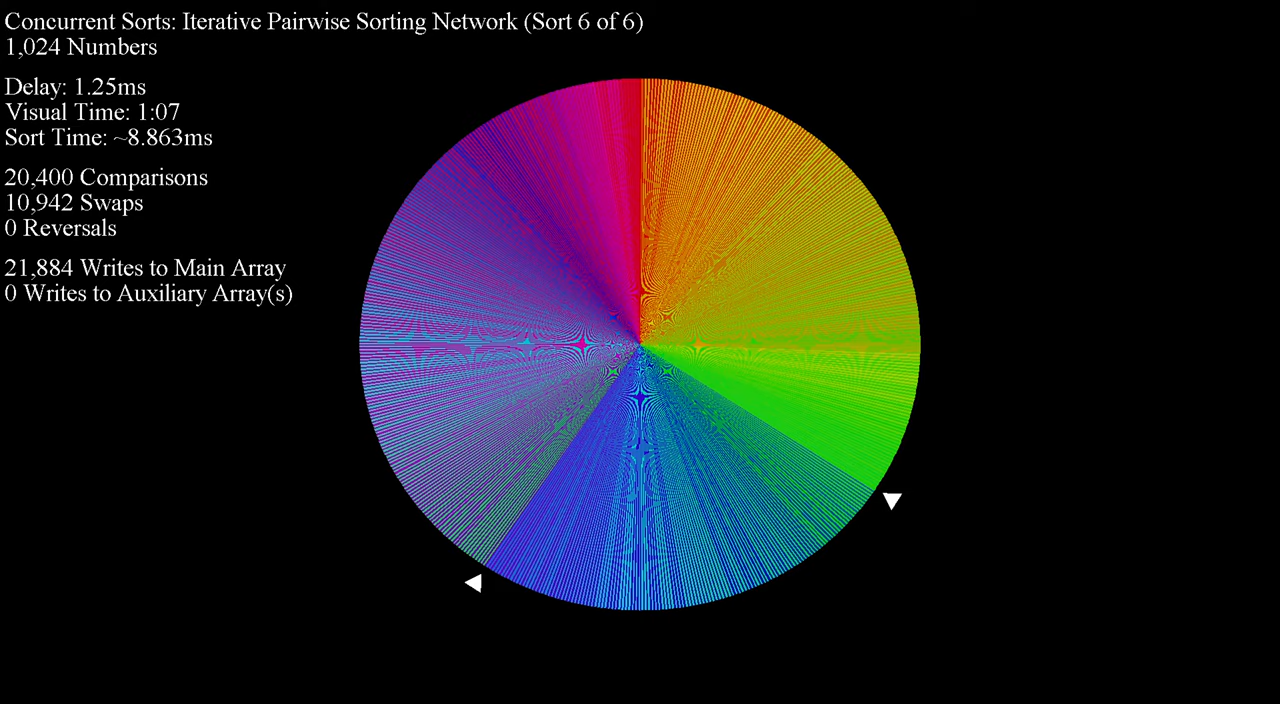 Concurrent Sorts: Iterative Pairwise Sorting Network (Sort 6 of 6)
1,024 Numbers
Delay: 1.25ms
Visual Time: 1:07
Sort Time: ~8.863ms
20,400 Comparisons
10,942 Swaps
0 Reversals
21,884 Writes to Main Array
0 Writes to Auxiliary Array(s)